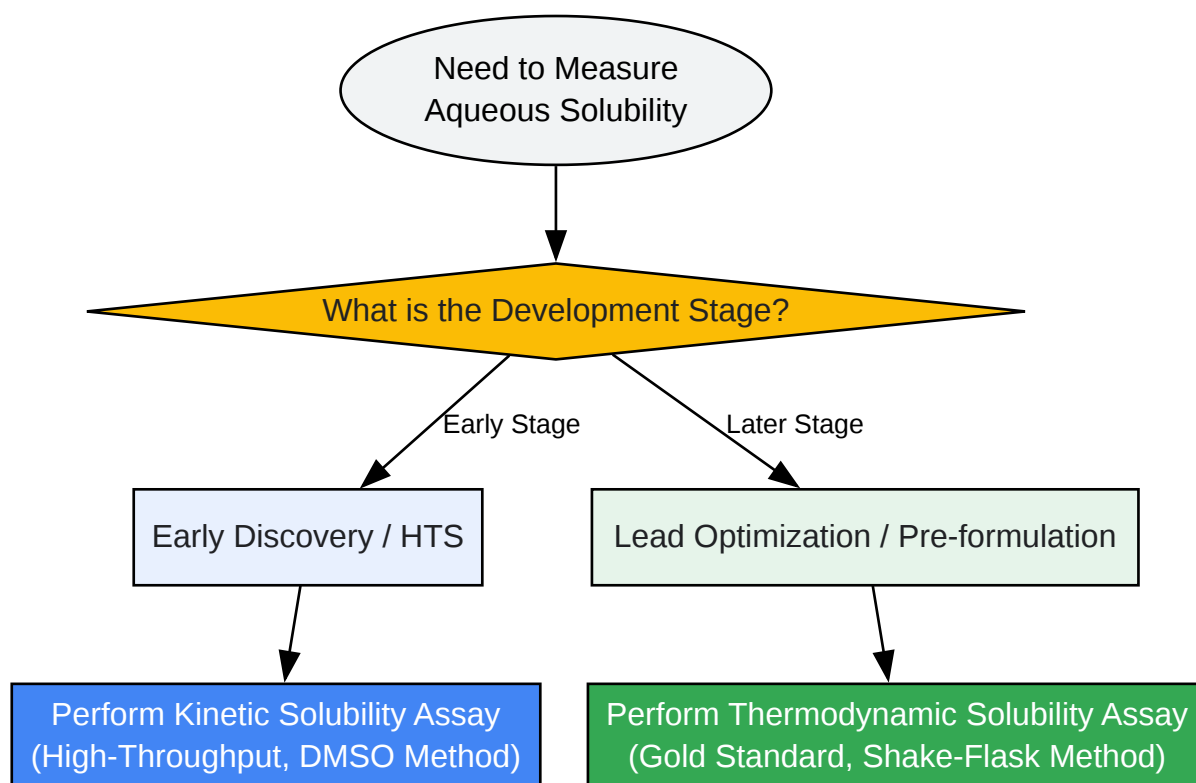 Need to Measure
Aqueous Solubility
What is the Development Stage?
Early Stage
Later Stage
Early Discovery / HTS
Lead Optimization / Pre-formulation
Perform Kinetic Solubility Assay
(High-Throughput, DMSO Method)
Perform Thermodynamic Solubility Assay
(Gold Standard, Shake-Flask Method)